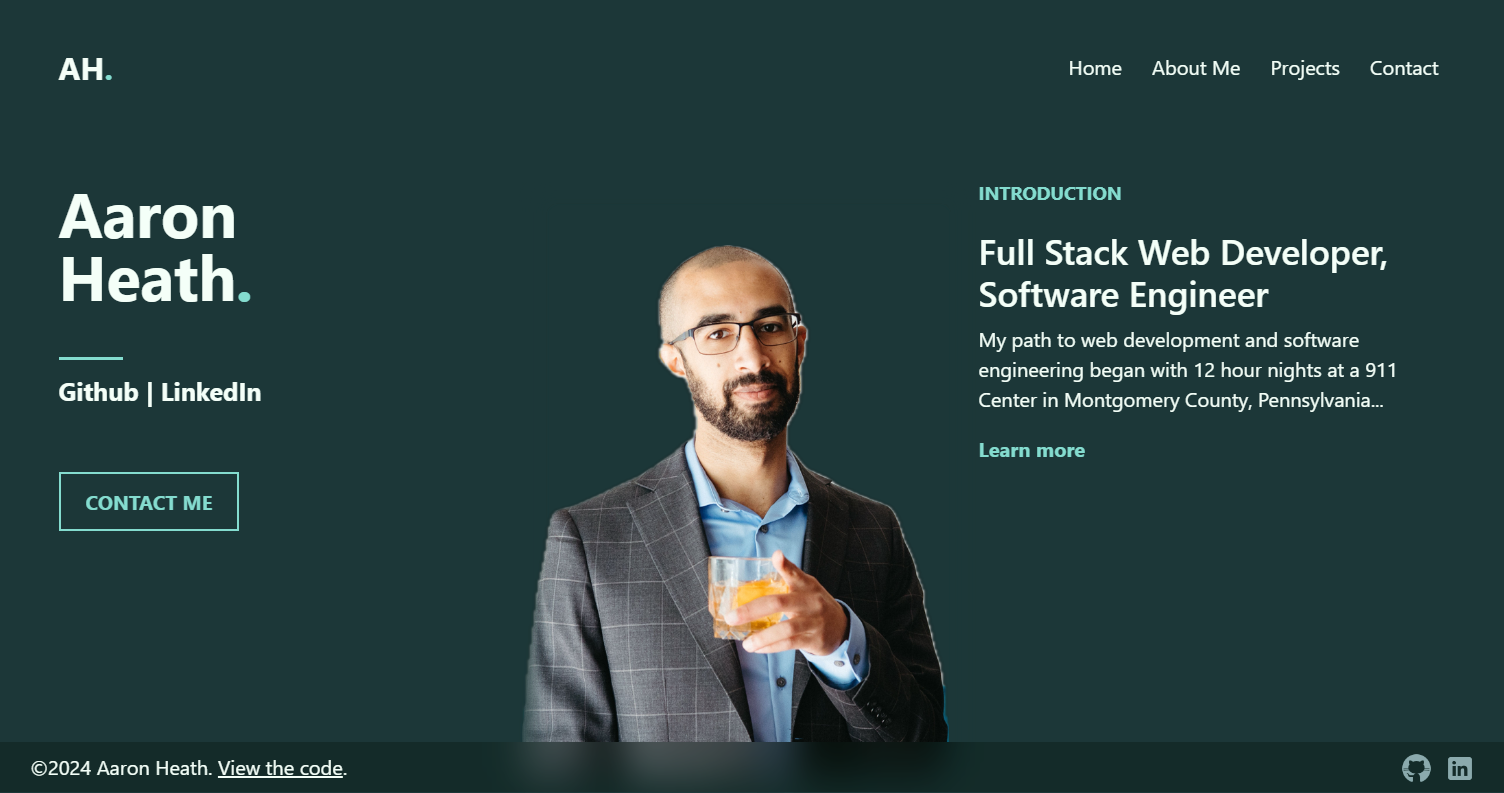 AH.
Home About Me Projects Contact
Aaron
Heath.
Github | LinkedIn
CONTACT ME
INTRODUCTION
Full Stack Web Developer,
Software Engineer
My path to web development and software
engineering began with 12 hour nights at a 911
Center in Montgomery County, Pennsylvania...
Learn more
©2024 Aaron Heath. View the code.
in